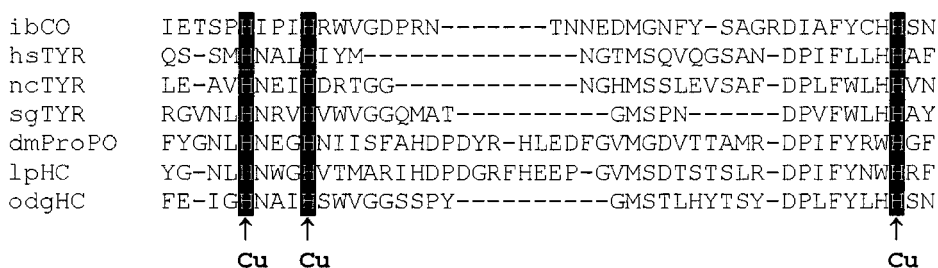 ibCO IETSPHIPIHRWVGDPRN-------TNNEDMGNFY-SAGRDIAFYCHHSN
hsTYR QS-SMHNALHIYM------------NGTMSQVQGSAN-DPIFLLHHAF
ncTYR LE-AVHNEIHDRTGG----------NGHMSSLEVSAF-DPLFWLHHVN
sgTYR RGVNLHNRVHVWVGGQMAT--------GMSPN------DPVFWLHHAY
dmProPO FYGNLHNEGHNIISFAHDPDYR-HLEDFGVMGDVTTAMR-DPIFYRWHGF
lpHC YG-NLHNWGHVTMARIHDPDGRFHEEP-GVMSDTSTSLR-DPIFYNWHRF
odgHC FE-IGHNAIHSWVGGSSPY----------GMSTLHYTSY-DPLFYLHHSN
↑ ↑ ↑
Cu Cu Cu